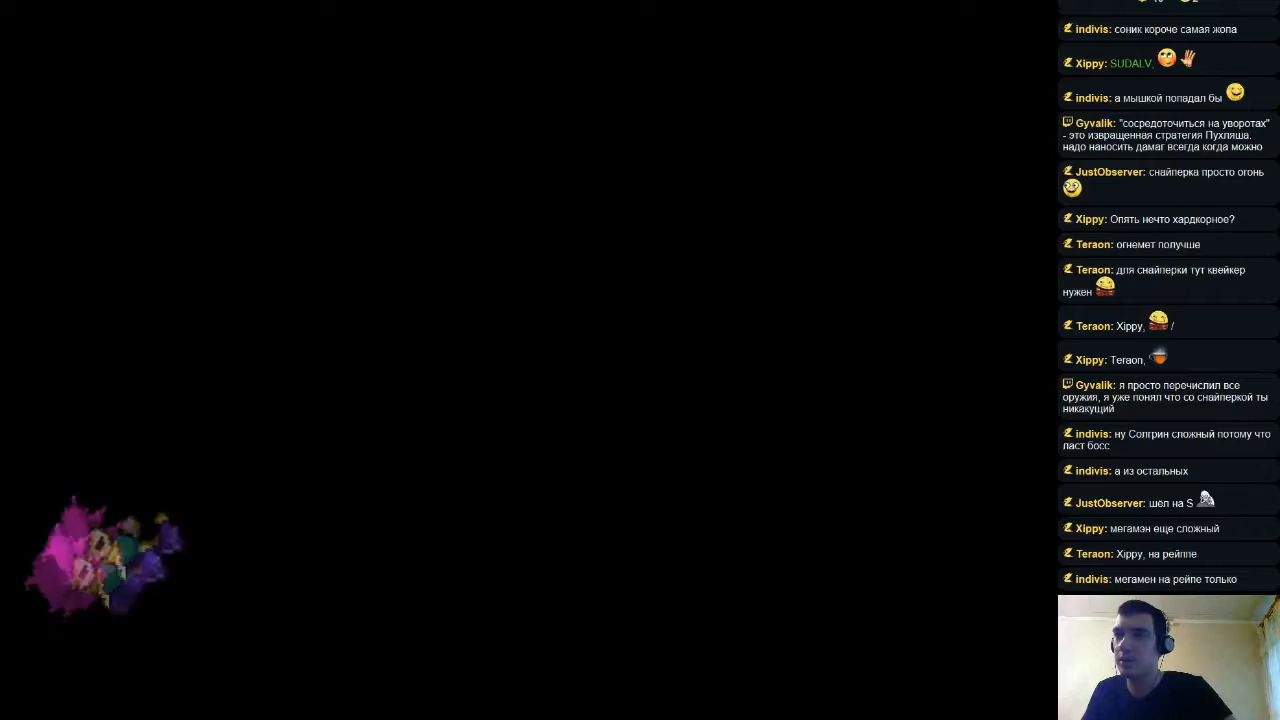 indivis: соник короче самая жопа
Xippy: SUDALV,
indivis: а мышкой попадал бы
Gyvalik: "сосредоточиться на уворотах"
- это извращенная стратегия Пухляша.
надо наносить дамаг всегда когда можно
JustObserver: снайперка просто огонь
Xippy: Опять нечто хардкорное?
Teraon: огнемет получше
Teraon: для снайперки тут квейкер
нужен
Teraon: Xippy, /
Xippy: Teraon,
Gyvalik: я просто перечислил все
оружия, я уже понял что со снайперкой ты
никакущий
indivis: ну Солгрин сложный потому что
ласт босс
indivis: а из остальных
JustObserver: шел на S
Xippy: мегамэн еще сложный
Teraon: Xippy, на рейппе
indivis: мегамен на рейпе только